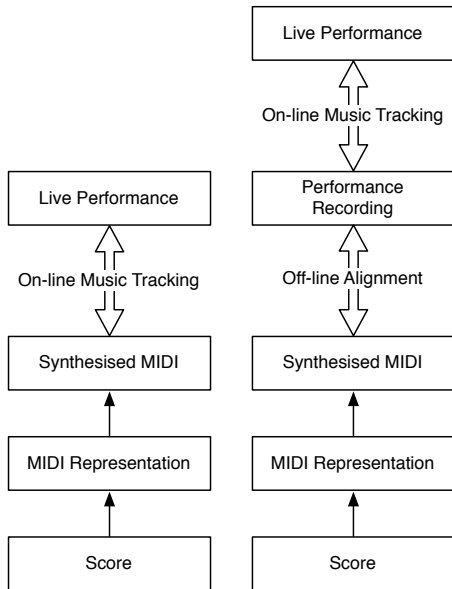 Live Performance
On-line Music Tracking
Synthesised MIDI
MIDI Representation
Score
Live Performance
On-line Music Tracking
Performance
Recording
Off-line Alignment
Synthesised MIDI
MIDI Representation
Score